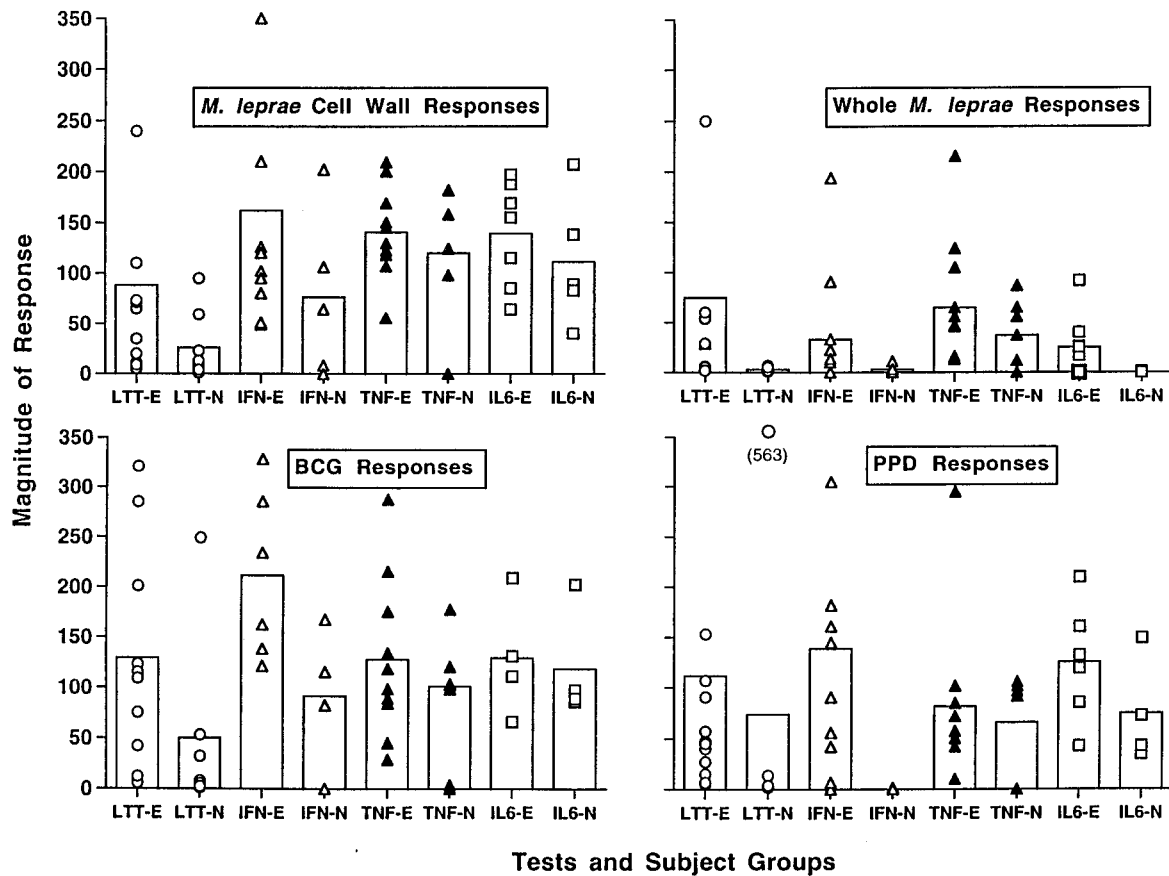 350
300
250
200
150
100
50
0
M. leprae Cell Wall Responses
LTT-E LTT-N IFN-E IFN-N TNF-E TNF-N IL6-E IL6-N
Whole M. leprae Responses
LTT-E LTT-N IFN-E IFN-N TNF-E TNF-N IL6-E IL6-N
Magnitude of Response
350
300
250
200
150
100
50
0
BCG Responses
LTT-E LTT-N IFN-E IFN-N TNF-E TNF-N IL6-E IL6-N
(563)
PPD Responses
LTT-E LTT-N IFN-E IFN-N TNF-E TNF-N IL6-E IL6-N
Tests and Subject Groups